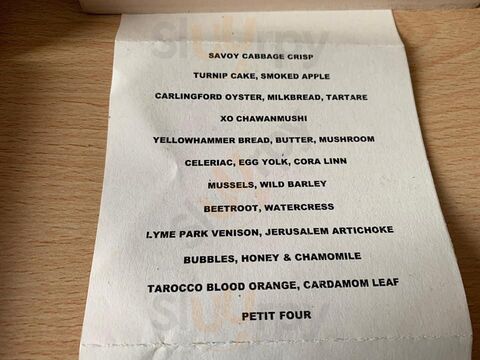 SAVOY CABBAGE CRISP
TURNIP CAKE, SMOKED APPLE
CARLINGFORD OYSTER, MILKBREAD, TARTARE
XO CHAWANMUSHI
YELLOWHAMMER BREAD, BUTTER, MUSHROOM
CELERIAC, EGG YOLK, CORA LINN
MUSSELS, WILD BARLEY
BEETROOT, WATERCRESS
LYME PARK VENISON, JERUSALEM ARTICHOKE
BUBBLES, HONEY & CHAMOMILE
TAROCCO BLOOD ORANGE, CARDAMOM LEAF
PETIT FOUR